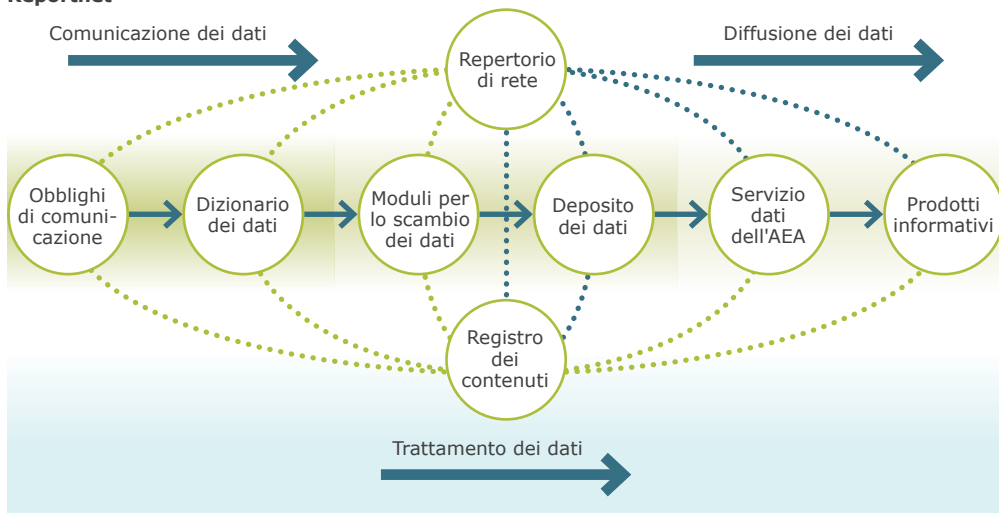 Reportnet
Comunicazione dei dati
Diffusione dei dati
Repertorio
di rete
Obblighi
di comuni-
cazione
Dizionario
dei dati
Moduli per
lo scambio
dei dati
Deposito
dei dati
Servizio
dati
dell'AEA
Prodotti
informativi
Registro
dei
contenuti
Trattamento dei dati